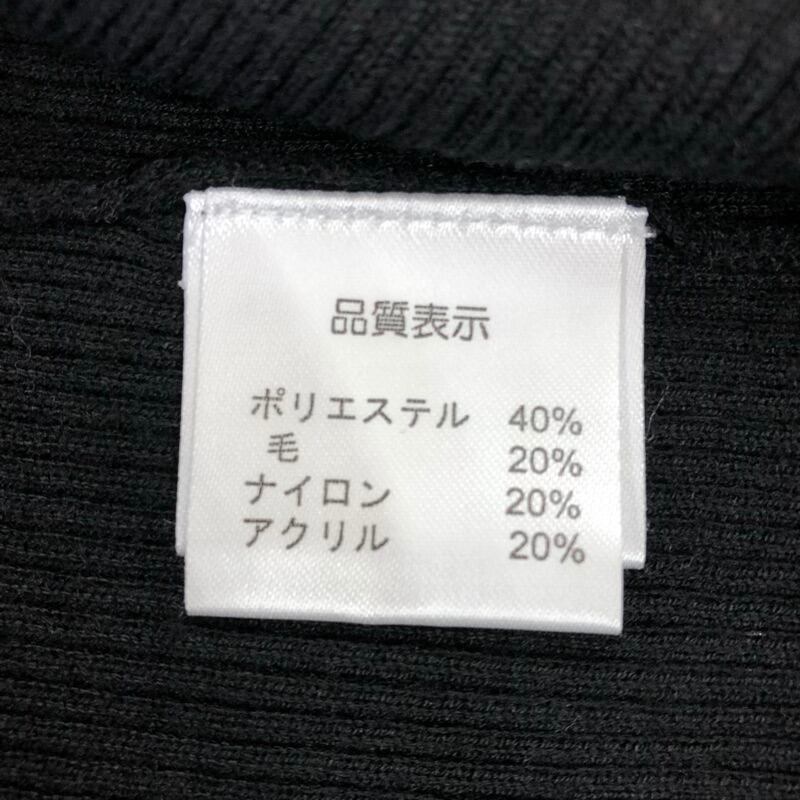 品質表示
ポリエステル 40%
毛 20%
ナイロン 20%
アクリル 20%